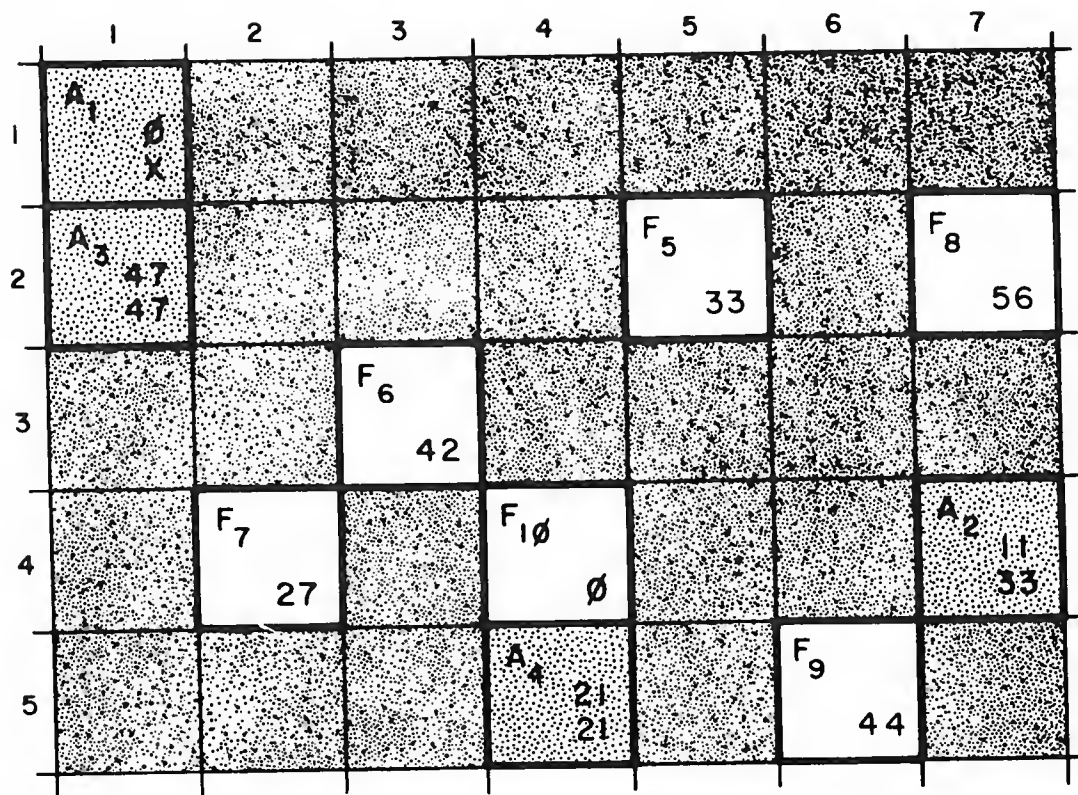 1 2 3 4 5 6 7
1 A₁
Ø
X
2 A₃ F₅ F₈
47 33 56
47
3 F₆
42
4 F₇ F₁Ø A₂
27 Ø 11
33
5 A₄ F₉
21 44
21